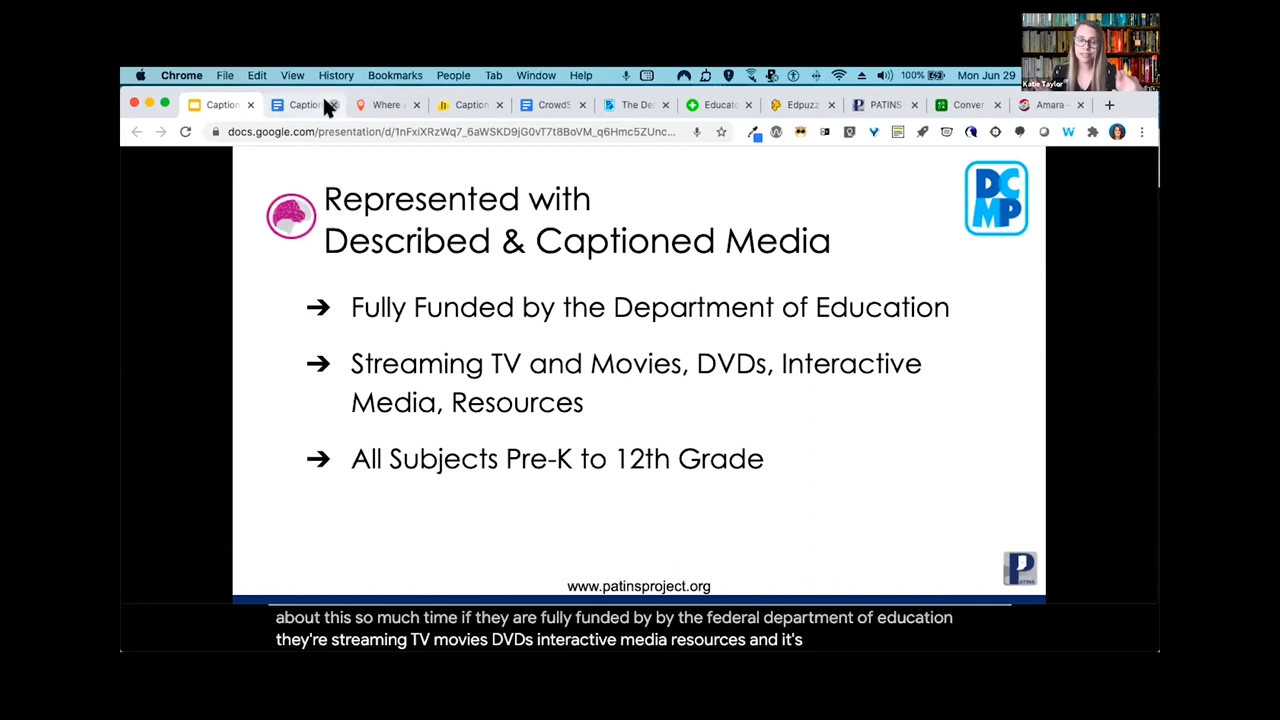 Chrome File Edit View History Bookmarks People Tab Window Help 100% Mon Jun 29
Katie Taylor
Caption Caption Where Caption CrowdS The De Educato Edpuzz PATINS Conver Amara -
docs.google.com/presentation/d/1nFxiXRzWq7_6aWSKD9jG0vT7t8BoVM_q6Hmc5ZUnc...
Represented with
Described & Captioned Media
DC
MP
➔ Fully Funded by the Department of Education
➔ Streaming TV and Movies, DVDs, Interactive
Media, Resources
➔ All Subjects Pre-K to 12th Grade
P
PATINS
www.patinsproject.org
about this so much time if they are fully funded by by the federal department of education
they're streaming TV movies DVDs interactive media resources and it's